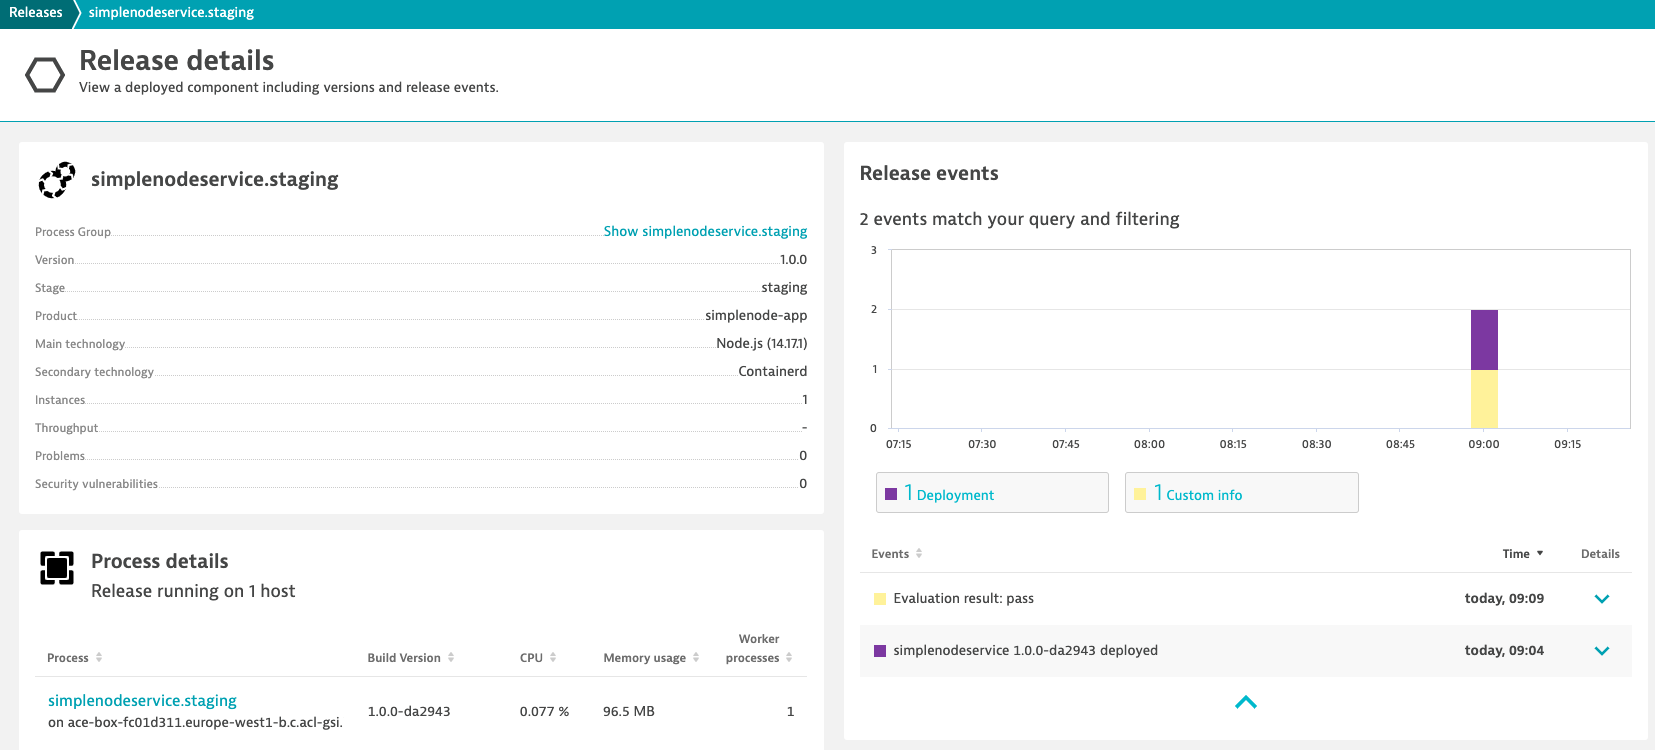 Releases
simplenodeservice.staging
Release details
View a deployed component including versions and release events.
simplenodeservice.staging
Process Group Show simplenodeservice.staging
Version 1.0.0
Stage staging
Product simplenode-app
Main technology Node.js (14.17.1)
Secondary technology Containerd
Instances 1
Throughput -
Problems 0
Security vulnerabilities 0
Process details
Release running on 1 host
Process Build Version CPU Memory usage Worker processes
simplenodeservice.staging
on ace-box-fc01d311.europe-west1-b.c.acl-gsi. 1.0.0-da2943 0.077 % 96.5 MB 1
Release events
2 events match your query and filtering
3
2
1
0
07:15 07:30 07:45 08:00 08:15 08:30 08:45 09:00 09:15
1 Deployment
1 Custom info
Events Time Details
Evaluation result: pass today, 09:09
simplenodeservice 1.0.0-da2943 deployed today, 09:04